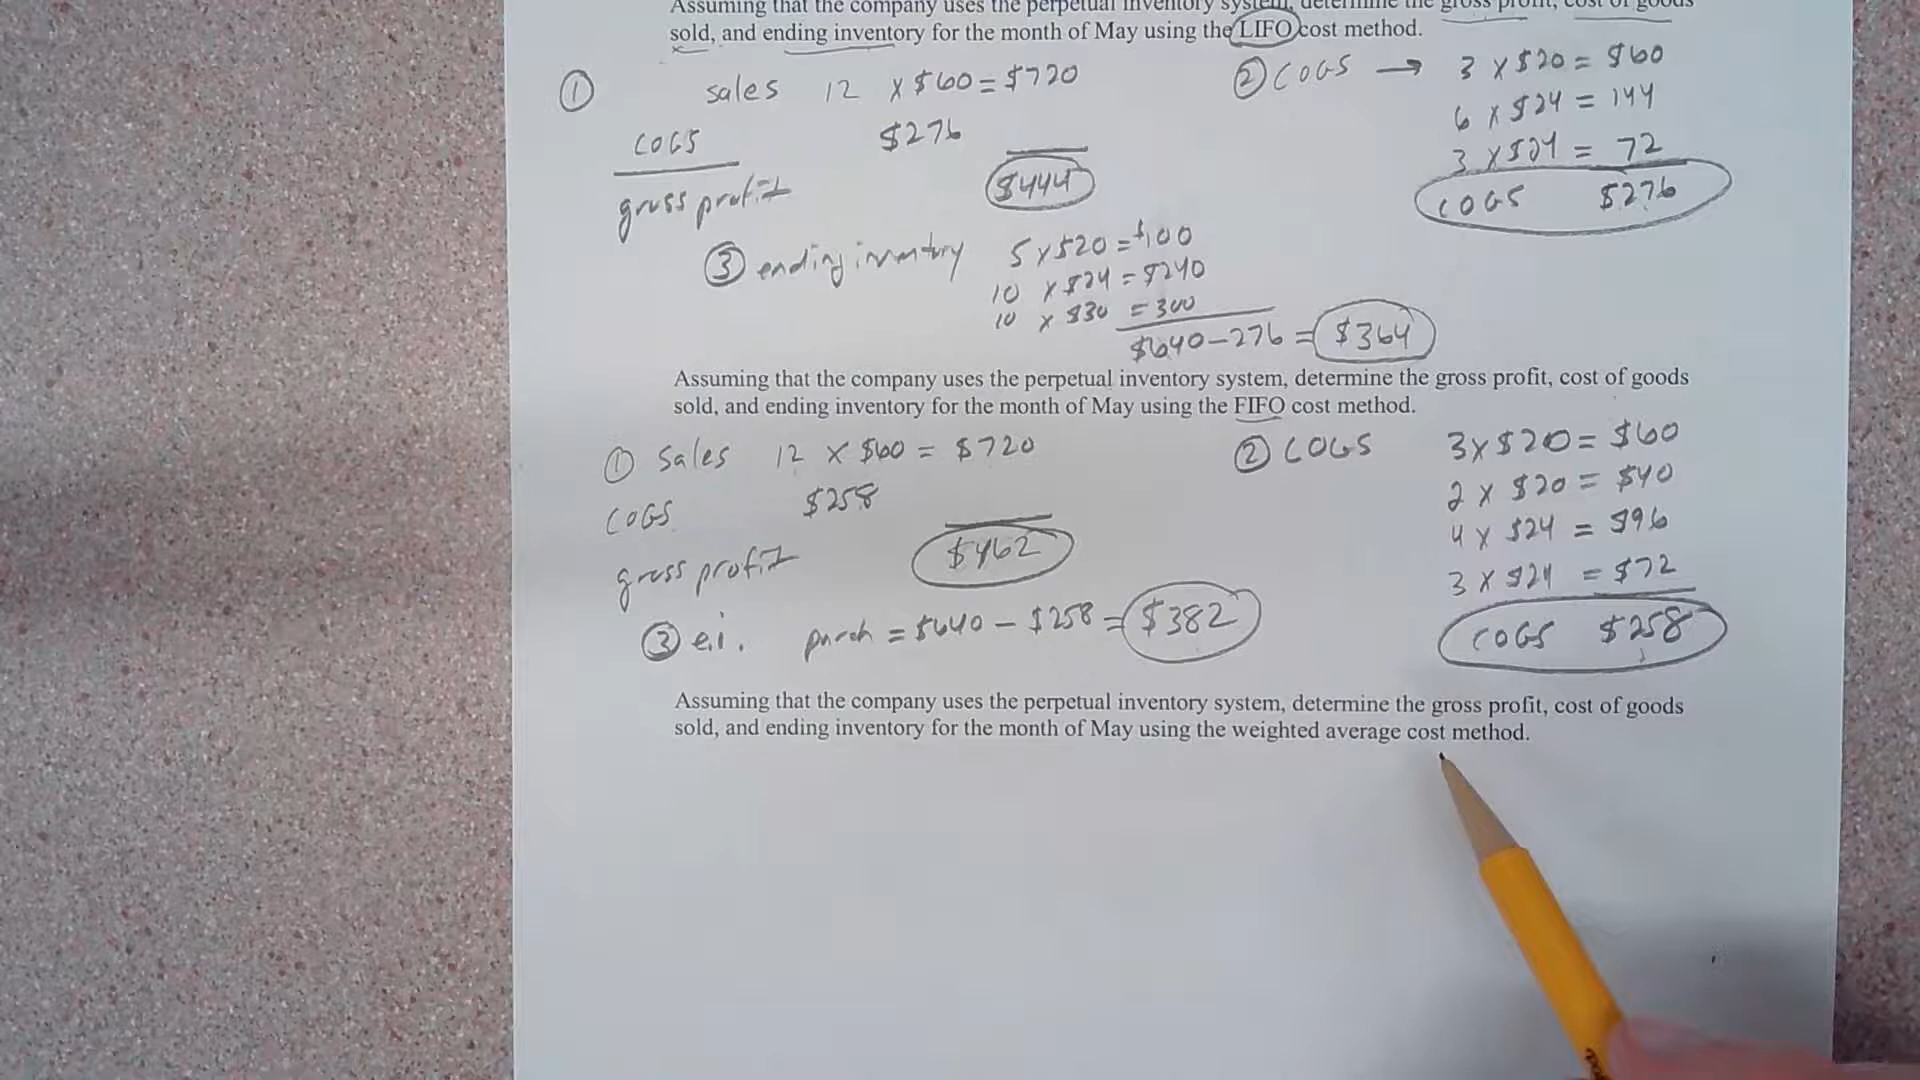 Assuming that the company uses the perpetual inventory system, determine the gross profit, cost of goods
sold, and ending inventory for the month of May using the LIFO cost method.
① sales 12 x $60 = $720
COGS $276
gross profit $444
② COGS → 3 x $20 = $60
6 x $24 = 144
3 x $24 = 72
COGS $276
③ ending inventory 5 x $20 = $100
10 x $24 = $240
10 x $30 = 300
$640 - 276 = $364
Assuming that the company uses the perpetual inventory system, determine the gross profit, cost of goods
sold, and ending inventory for the month of May using the FIFO cost method.
① Sales 12 x $60 = $720
COGS $258
gross profit $462
② COGS 3 x $20 = $60
2 x $20 = $40
4 x $24 = $96
3 x $24 = $72
COGS $258
③ e.i. purch = $640 - $258 = $382
Assuming that the company uses the perpetual inventory system, determine the gross profit, cost of goods
sold, and ending inventory for the month of May using the weighted average cost method.